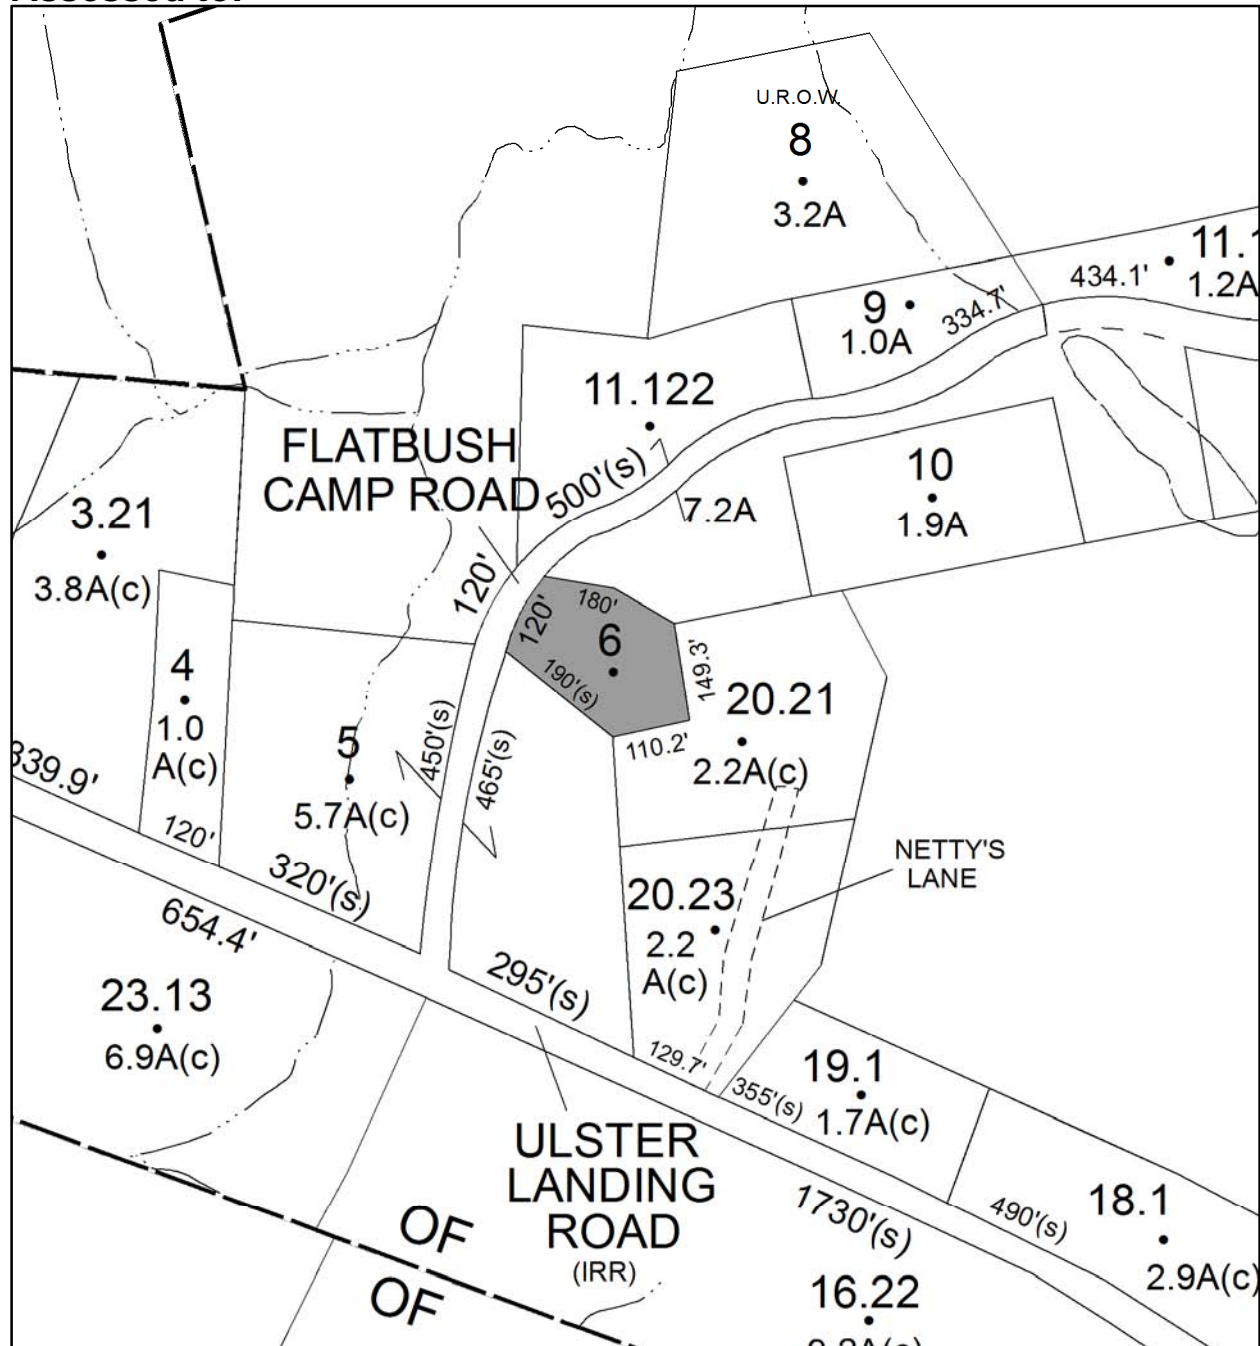 U.R.O.W.
8
3.2A
11.1
434.1'
1.2A
9
334.7'
1.0A
11.122
FLATBUSH
CAMP ROAD
500'(s)
7.2A
10
1.9A
3.21
3.8A(c)
120'
180'
120'
6
190'(s)
149.3'
4
1.0
A(c)
20.21
110.2'
2.2A(c)
5
450'(s)
465'(s)
5.7A(c)
339.9'
120'
320'(s)
NETTY'S
LANE
20.23
2.2
A(c)
654.4'
295'(s)
23.13
6.9A(c)
129.7'
355'(s)
19.1
1.7A(c)
ULSTER
LANDING
ROAD
(IRR)
1730'(s)
490'(s)
18.1
2.9A(c)
OF
OF
16.22